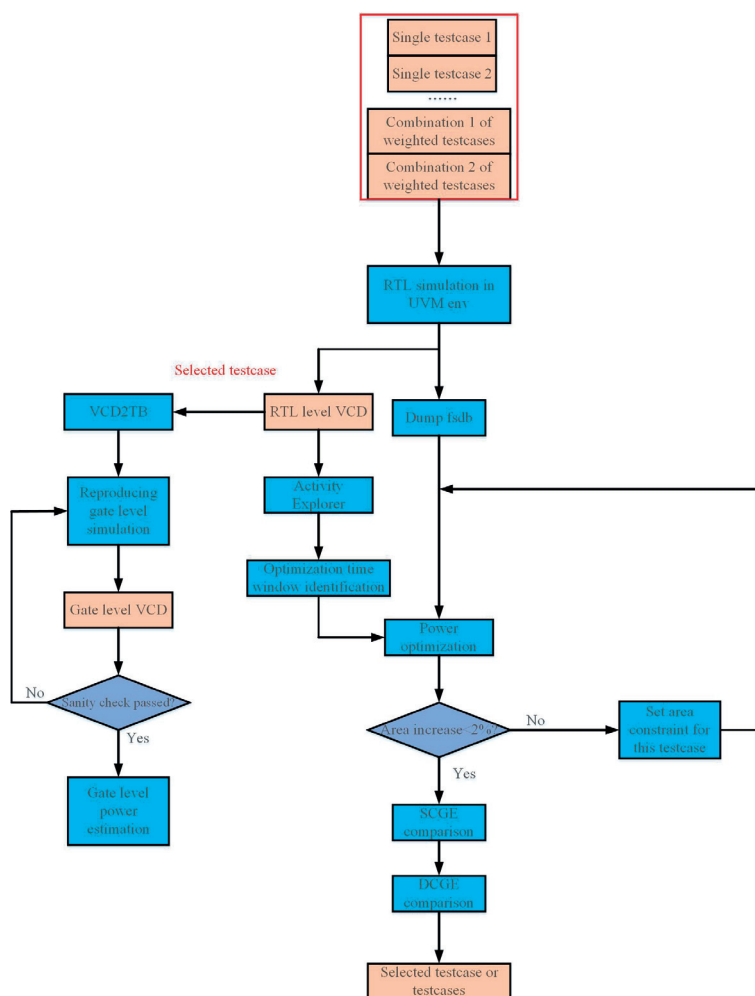 Single testcase 1
Single testcase 2
......
Combination 1 of
weighted testcases
Combination 2 of
weighted testcases
RTL simulation in
UVM env
Selected testcase
VCD2TB
RTL level VCD
Dump fsdb
Reproducing
gate level
simulation
Activity
Explorer
Optimization time
window identification
Gate level VCD
Power
optimization
No
Sanity check passed?
Yes
Area increase<2%?
No
Set area
constraint for
this testcase
Yes
Gate level
power
estimation
SCGE
comparison
DCGE
comparison
Selected testcase or
testcases